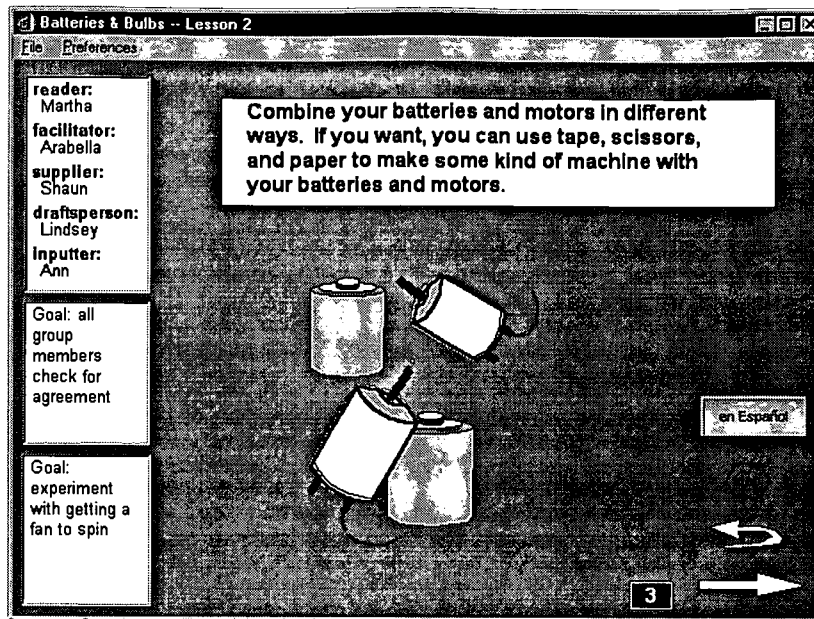 Batteries & Bulbs -- Lesson 2
File Preferences
reader:
Martha
facilitator:
Arabella
supplier:
Shaun
draftsperson:
Lindsey
inputter:
Ann
Goal: all
group
members
check for
agreement
Goal:
experiment
with getting a
fan to spin
Combine your batteries and motors in different
ways. If you want, you can use tape, scissors,
and paper to make some kind of machine with
your batteries and motors.
en Español
3